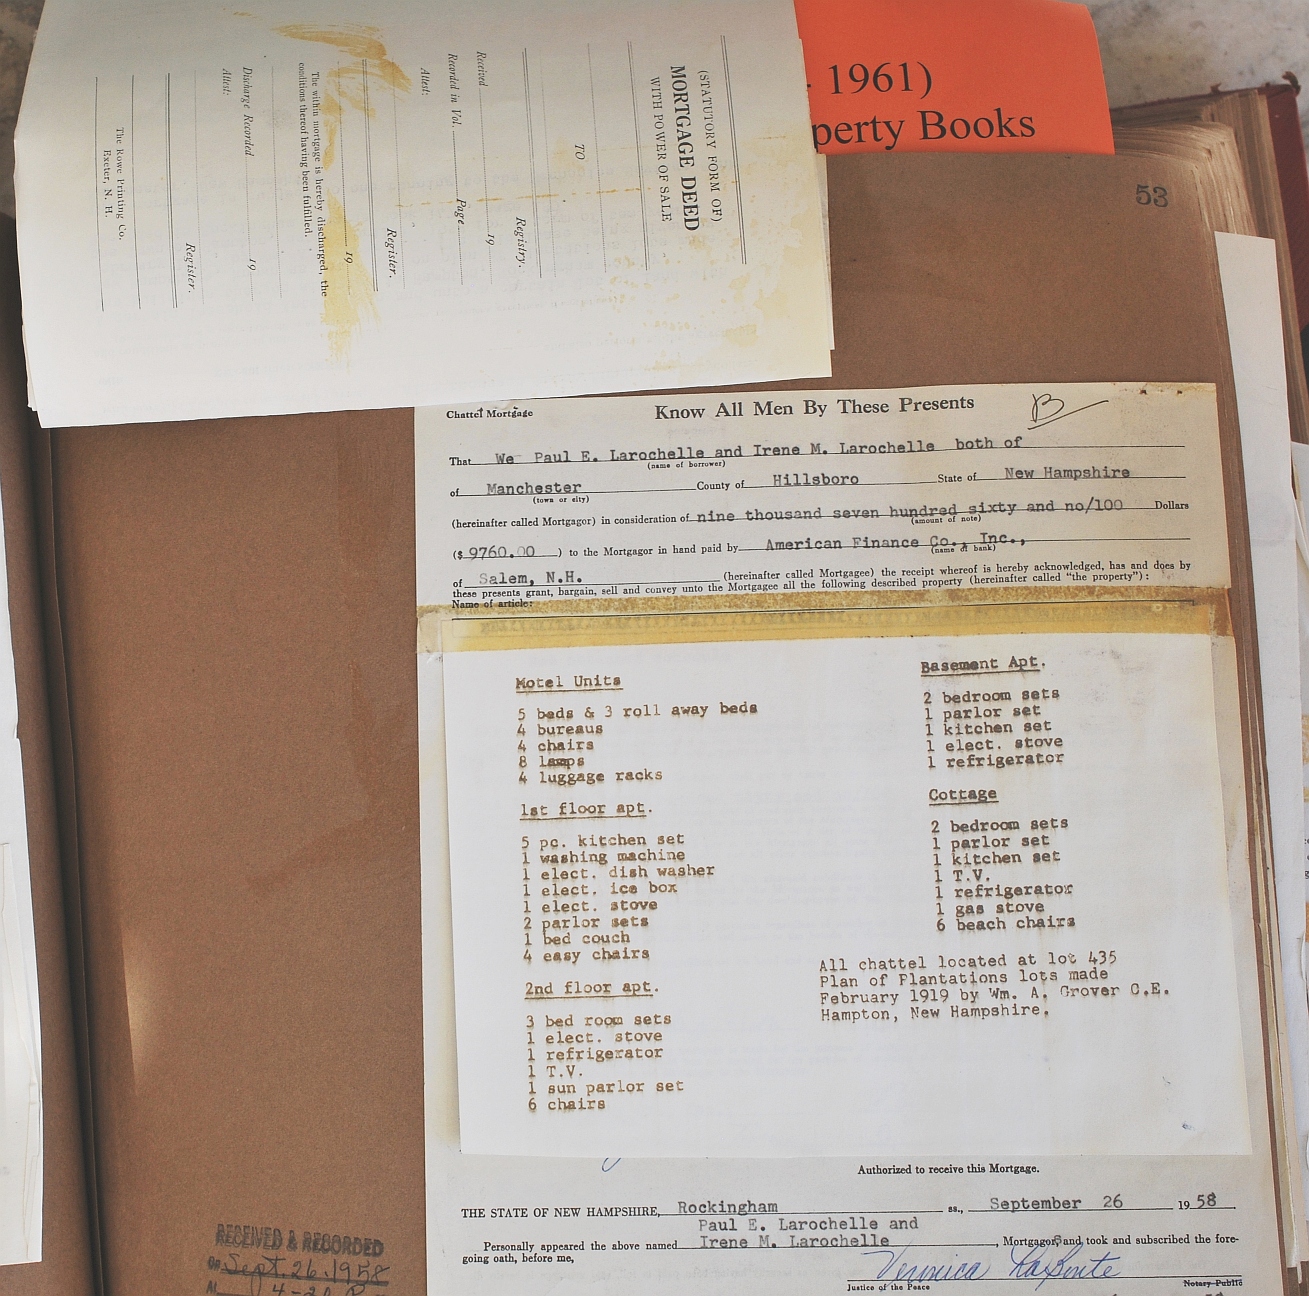 1961)
perty Books
53
(STATUTORY FORM OF)
MORTGAGE DEED
WITH POWER OF SALE
TO
Registry.
Received 19
Recorded in Vol. Page
Attest:
Register.
19
The within mortgage is hereby discharged, the
conditions thereof having been fulfilled.
Discharge Recorded 19
Attest:
Register.
The Rowe Printing Co.
Exeter, N. H.
Chattel Mortgage
Know All Men By These Presents
B
That We Paul E. Larochelle and Irene M. Larochelle both of
(name of borrower)
of Manchester County of Hillsboro State of New Hampshire
(town or city)
(hereinafter called Mortgagor) in consideration of nine thousand seven hundred sixty and no/100 Dollars
(amount of note)
($ 9760.00 ) to the Mortgagor in hand paid by American Finance Co., Inc.,
(name of bank)
of Salem, N.H. (hereinafter called Mortgagee) the receipt whereof is hereby acknowledged, has and does by
these presents grant, bargain, sell and convey unto the Mortgagee all the following described property (hereinafter called "the property"):
Name of article:
Motel Units
5 beds & 3 roll away beds
4 bureaus
4 chairs
8 lamps
4 luggage racks
1st floor apt.
5 pc. kitchen set
1 washing machine
1 elect. dish washer
1 elect. ice box
1 elect. stove
2 parlor sets
1 bed couch
4 easy chairs
2nd floor apt.
3 bed room sets
1 elect. stove
1 refrigerator
1 T.V.
1 sun parlor set
6 chairs
Basement Apt.
2 bedroom sets
1 parlor set
1 kitchen set
1 elect. stove
1 refrigerator
Cottage
2 bedroom sets
1 parlor set
1 kitchen set
1 T.V.
1 refrigerator
1 gas stove
6 beach chairs
All chattel located at lot 435
Plan of Plantations lots made
February 1919 by Wm. A. Grover C.E.
Hampton, New Hampshire.
Authorized to receive this Mortgage.
THE STATE OF NEW HAMPSHIRE, Rockingham ss., September 26 19 58
Paul E. Larochelle and
Personally appeared the above named Irene M. Larochelle, Mortgagors, and took and subscribed the fore-
going oath, before me,
Veronica LaPointe
Justice of the Peace Notary Public
RECEIVED & RECORDED
On Sept. 26, 1958
At